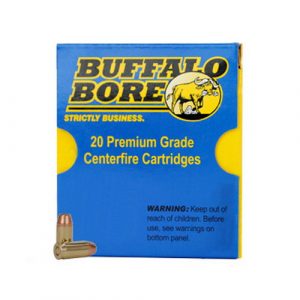 BUFFALO
BORE
STRICTLY BUSINESS.
20 Premium Grade
Centerfire Cartridges
WARNING: Keep out of
reach of children. Before
use, see warnings on
bottom panel.